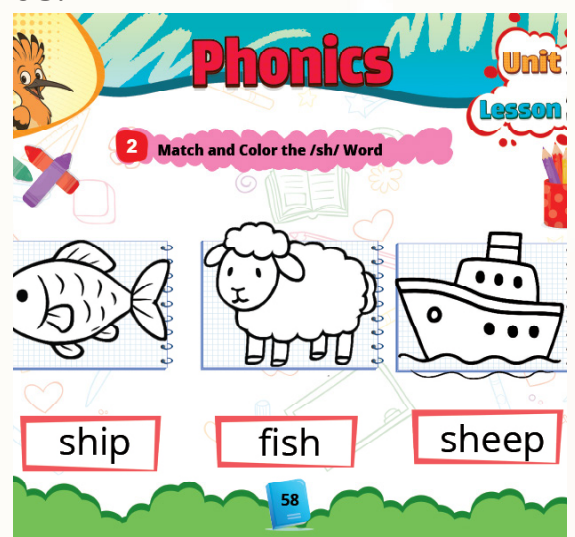 Phonics
Unit
Lesson
2 Match and Color the /sh/ Word
ship fish sheep
58